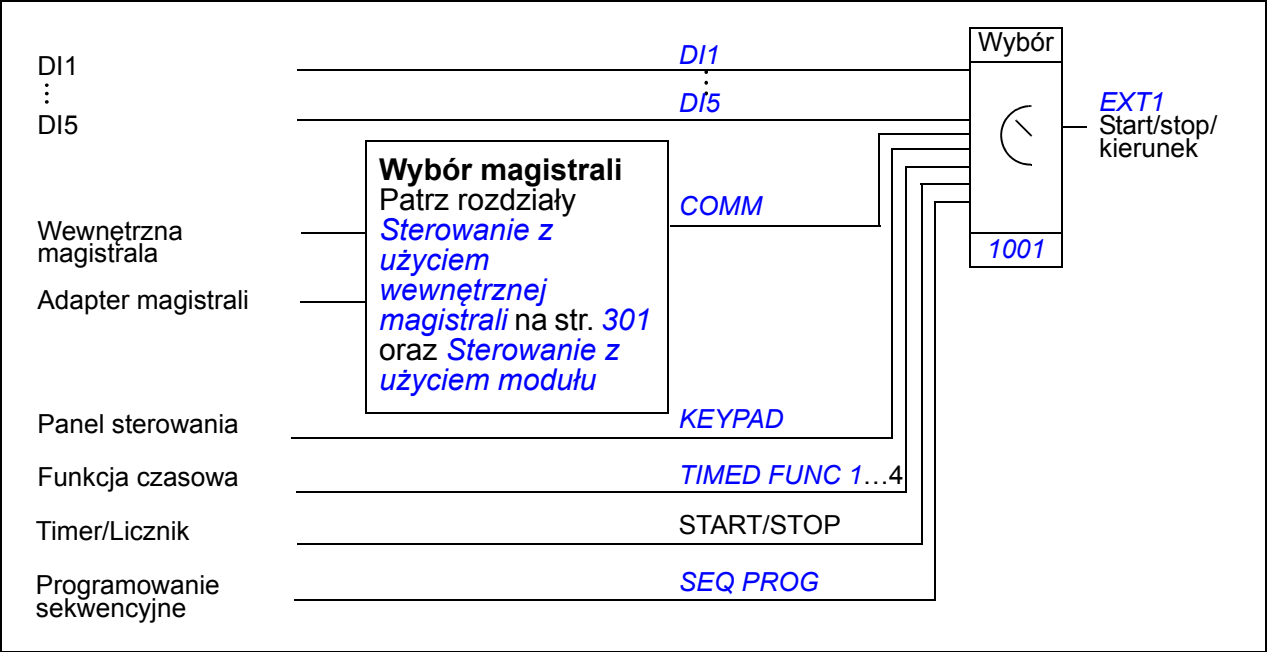 DI1
DI5
Wewnętrzna
magistrala
Adapter magistrali
Panel sterowania
Funkcja czasowa
Timer/Licznik
Programowanie
sekwencyjne
Wybór magistrali
Patrz rozdziały
Sterowanie z
użyciem
wewnętrznej
magistrali na str. 301
oraz Sterowanie z
użyciem modułu
DI1
DI5
COMM
KEYPAD
TIMED FUNC 1…4
START/STOP
SEQ PROG
Wybór
1001
EXT1
Start/stop/
kierunek